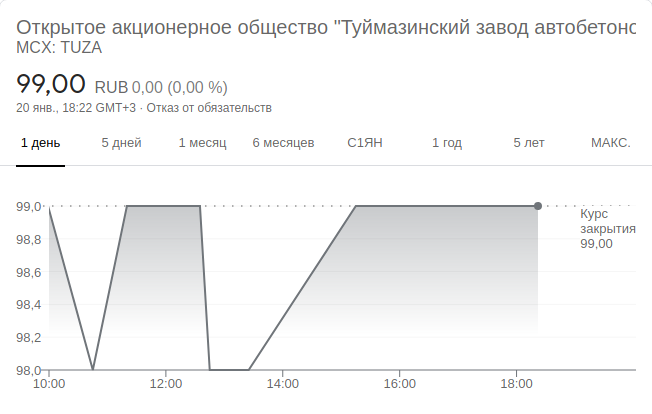 Открытое акционерное общество "Туймазинский завод автобетоно
MCX: TUZA
99,00 RUB 0,00 (0,00 %)
20 янв., 18:22 GMT+3 · Отказ от обязательств
1 день 5 дней 1 месяц 6 месяцев С1ЯН 1 год 5 лет МАКС.
99,0
98,8
98,6
98,4
98,2
98,0
Курс
закрытия
99,00
10:00 12:00 14:00 16:00 18:00